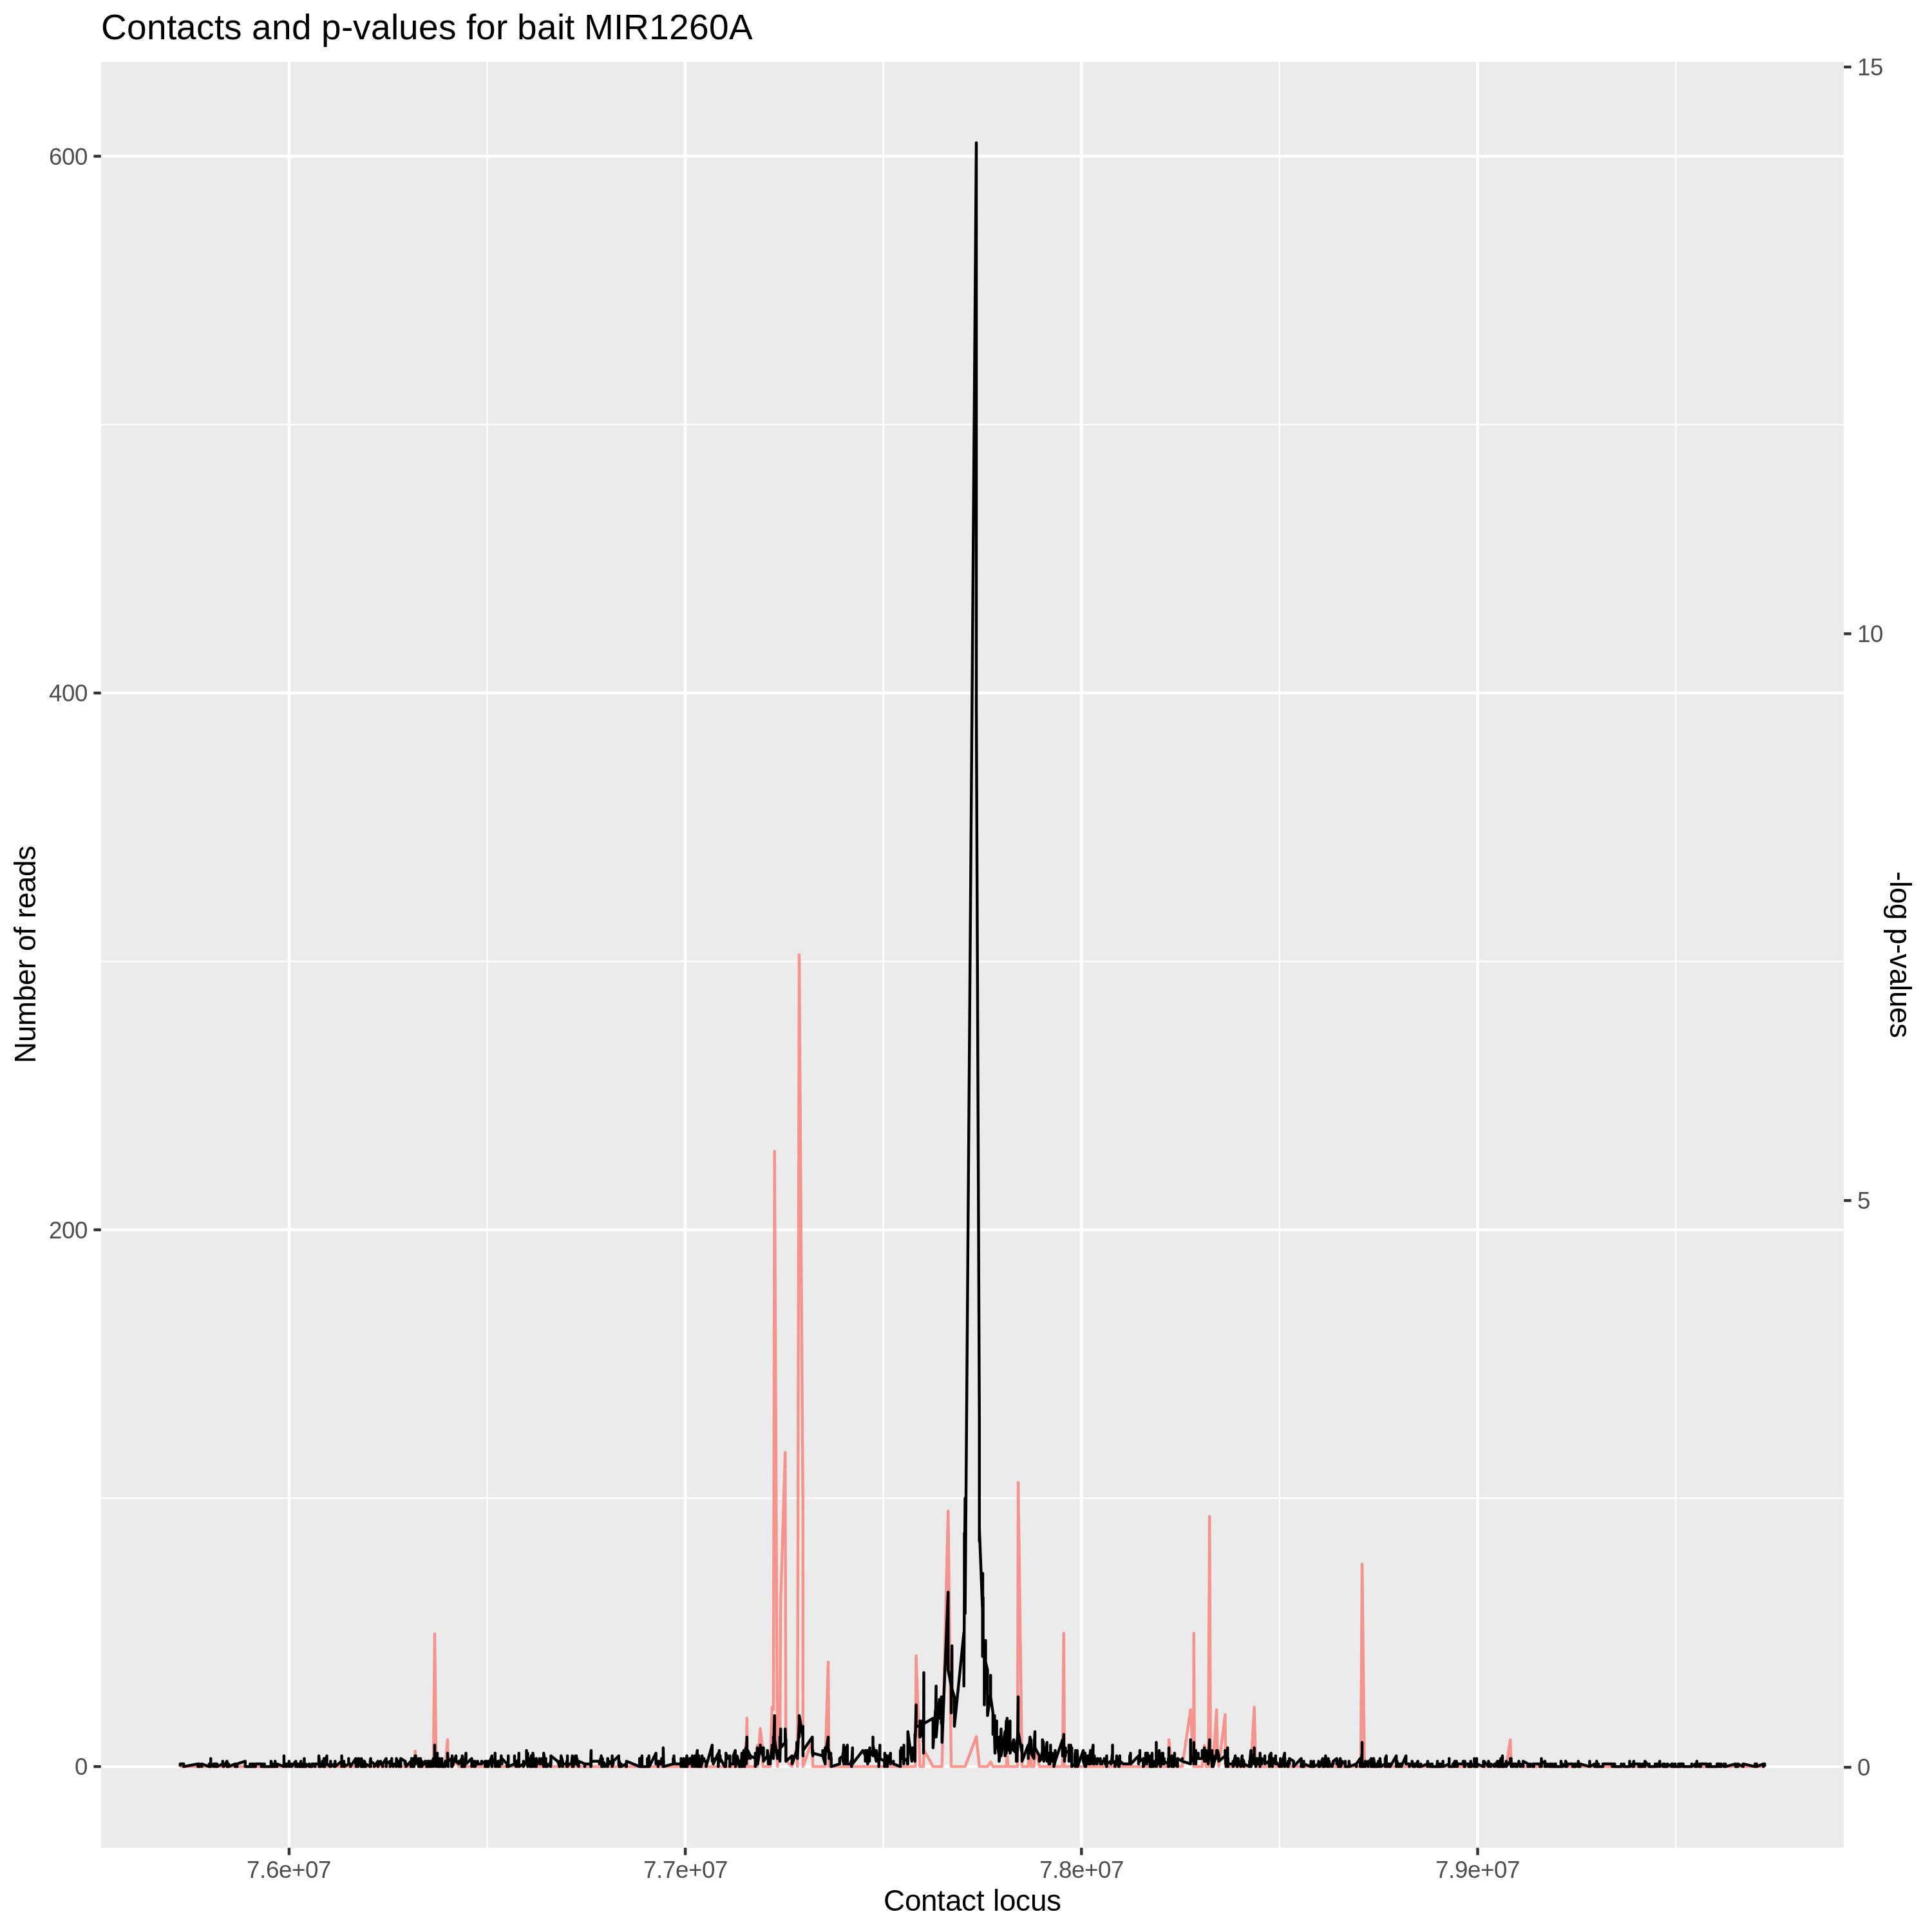 Contacts and p-values for bait MIR1260A
15
600
10
400
Number of reads
-log p-values
5
200
0
0
7.6e+07
7.7e+07
7.8e+07
7.9e+07
Contact locus